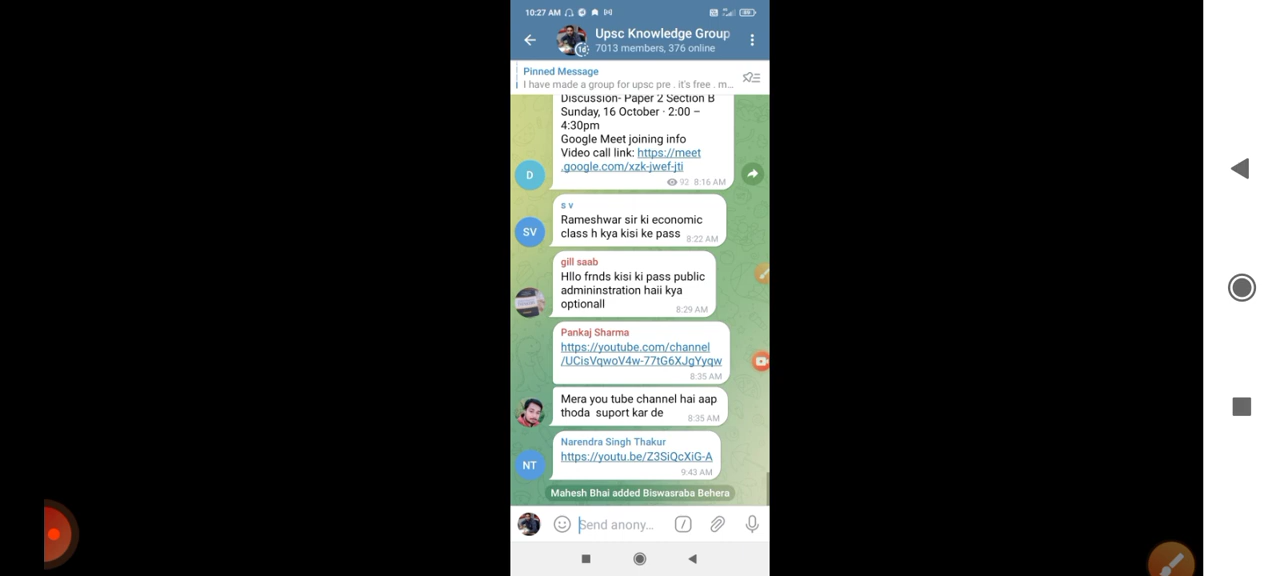 10:27 AM
Upsc Knowledge Group
1d
7013 members, 376 online
Pinned Message
I have made a group for upsc pre . it's free . m...
Discussion- Paper 2 Section B
Sunday, 16 October · 2:00 –
4:30pm
Google Meet joining info
Video call link: https://meet
.google.com/xzk-jwef-jti
92 8:16 AM
D
s v
Rameshwar sir ki economic
class h kya kisi ke pass
8:22 AM
SV
gill saab
Hllo frnds kisi ki pass public
admininstration haii kya
optionall
8:29 AM
Pankaj Sharma
https://youtube.com/channel
/UCisVqwoV4w-77tG6XJgYyqw
8:35 AM
Mera you tube channel hai aap
thoda suport kar de
8:35 AM
Narendra Singh Thakur
https://youtu.be/Z3SiQcXiG-A
9:43 AM
NT
Mahesh Bhai added Biswasraba Behera
Send anony...